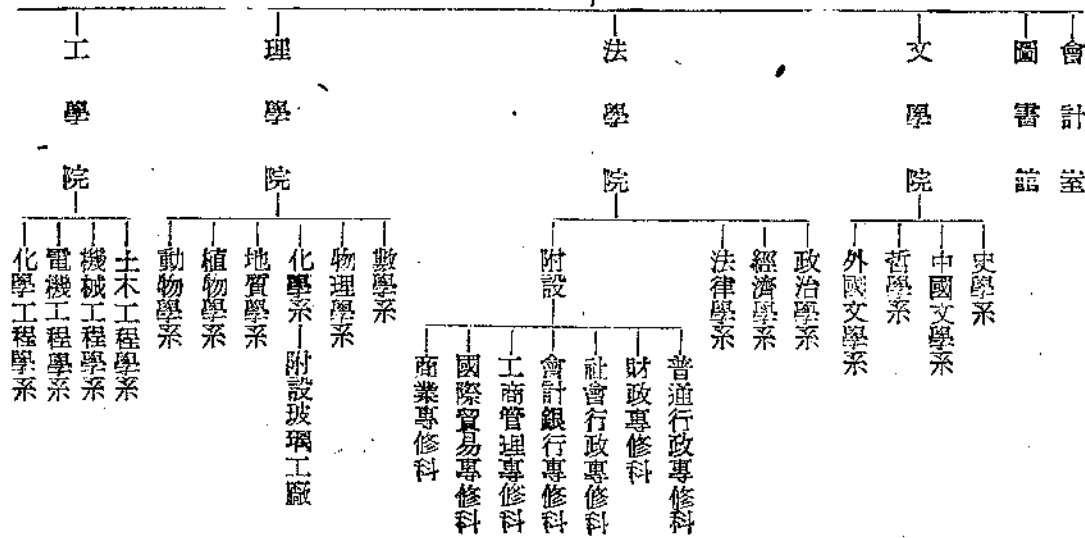 會計室
圖書館
文學院
史學系
中國文學系
哲學系
外國文學系
法學院
政治學系
經濟學系
法律學系
附設
普通行政專修科
財政專修科
社會行政專修科
會計銀行專修科
工商管理專修科
國際貿易專修科
商業專修科
理學院
數學系
物理學系
化學系—附設玻璃工廠
地質學系
植物學系
動物學系
工學院
土木工程學系
機械工程學系
電機工程學系
化學工程學系